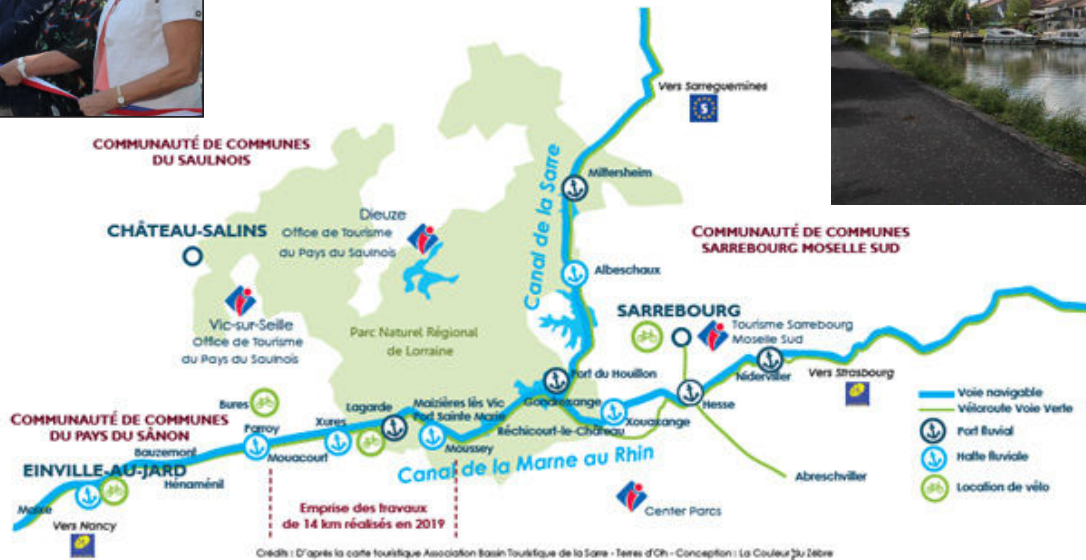 Vers Sarreguemines
5
COMMUNAUTÉ DE COMMUNES
DU SAULNOIS
Mittersheim
Canal de la Sarre
CHÂTEAU-SALINS
Dieuze
Office de Tourisme
du Pays du Saulnois
COMMUNAUTÉ DE COMMUNES
SARREBOURG MOSELLE SUD
Albeschaux
Vic-sur-Seille
Office de Tourisme
du Pays du Saulnois
Parc Naturel Régional
de Lorraine
SARREBOURG
Tourisme Sarrebourg
Moselle Sud
Port du Houillon
Niderviller
Vers Strasbourg
Gondrexange
Hesse
Xouaxange
Réchicourt-le-Château
Abreschviller
COMMUNAUTÉ DE COMMUNES
DU PAYS DU SÂNON
Bures
Parroy
Xures
Lagarde
Maizières lès Vic
Port Sainte Marie
Moussey
Mouacourt
Bauzemont
EINVILLE-AU-JARD
Hénaménil
Maixe
Vers Nancy
Canal de la Marne au Rhin
Emprise des travaux
de 14 km réalisés en 2019
Center Parcs
Voie navigable
Véloroute Voie Verte
Port fluvial
Halte fluviale
Location de vélo
Crédits : D'après la carte touristique Association Bassin Touristique de la Sarre - Terres d'Oh - Conception : La Couleur du Zèbre